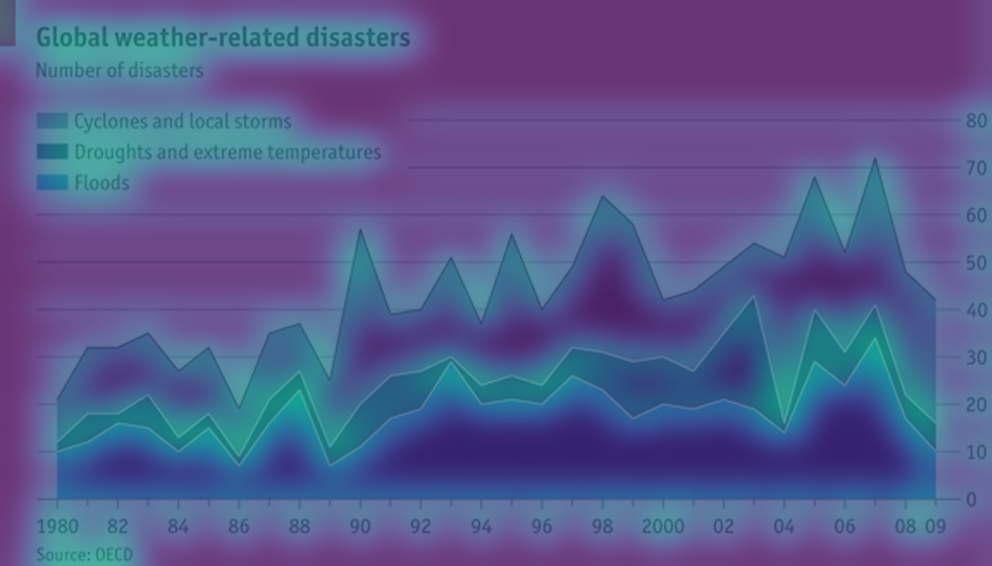 Global weather-related disasters
Number of disasters
Cyclones and local storms
Droughts and extreme temperatures
Floods
80
70
60
50
40
30
20
10
0
1980 82 84 86 88 90 92 94 96 98 2000 02 04 06 08 09
Source: OECD